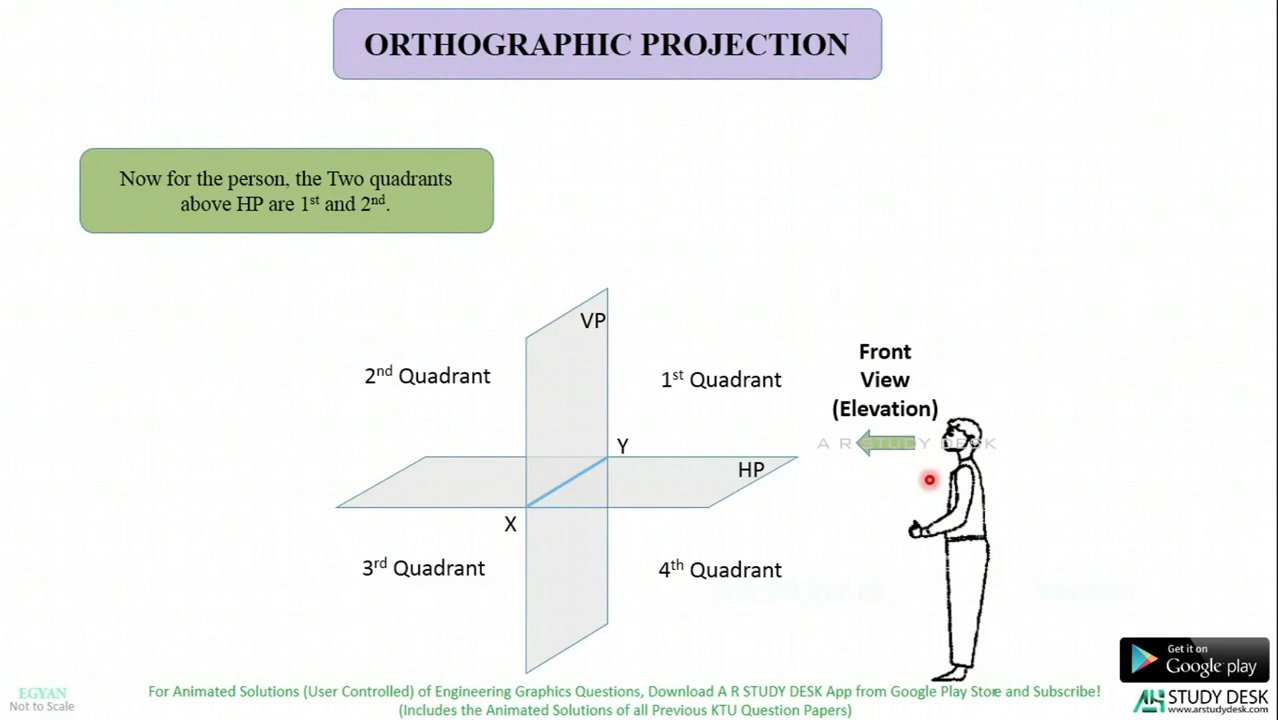 ORTHOGRAPHIC PROJECTION
Now for the person, the Two quadrants
above HP are 1st and 2nd.
VP
2nd Quadrant
1st Quadrant
Front
View
(Elevation)
A R STUDY DESK
Y
HP
X
3rd Quadrant
4th Quadrant
Get it on
Google play
EGYAN
Not to Scale
For Animated Solutions (User Controlled) of Engineering Graphics Questions, Download A R STUDY DESK App from Google Play Store and Subscribe!
(Includes the Animated Solutions of all Previous KTU Question Papers)
STUDY DESK
www.arstudydesk.com